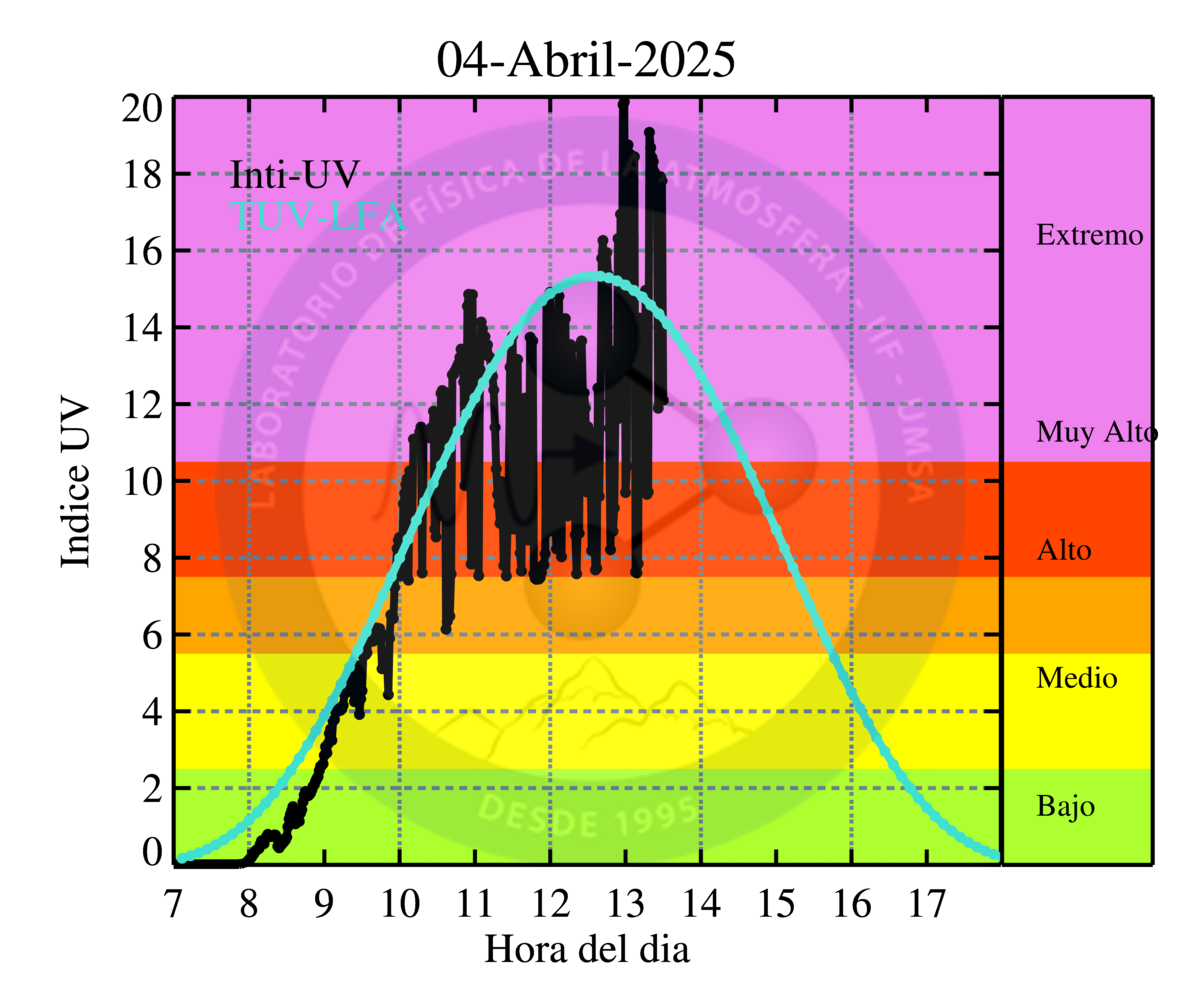 04-Abril-2025
Inti-UV
TUV-LFA
20
18
16
14
12
10
8
6
4
2
0
Indice UV
7 8 9 10 11 12 13 14 15 16 17
Hora del dia
Extremo
Muy Alto
Alto
Medio
Bajo
LABORATORIO DE FÍSICA DE LA ATMÓSFERA - IIF - UMSA
DESDE 1995